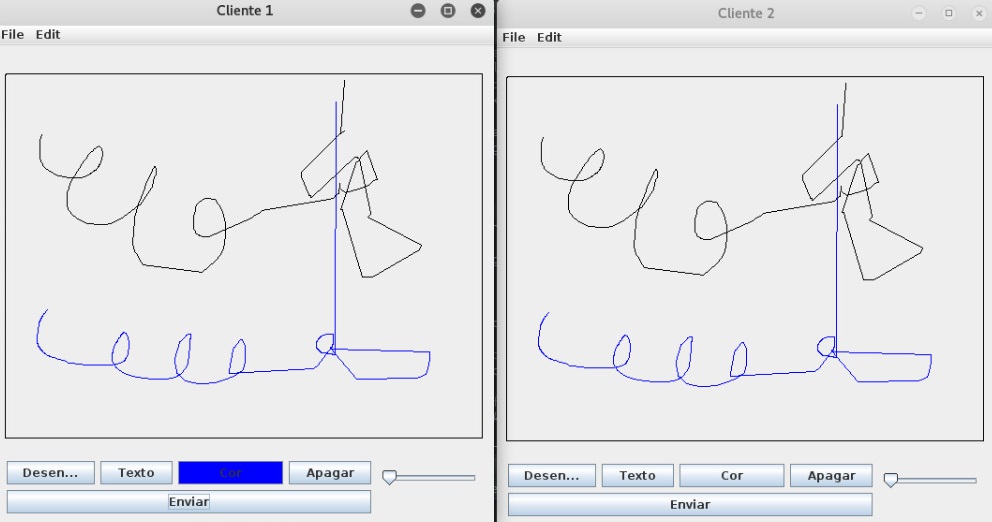 Cliente 1
File Edit
Desen... Texto Cor Apagar
Enviar
Cliente 2
File Edit
Desen... Texto Cor Apagar
Enviar